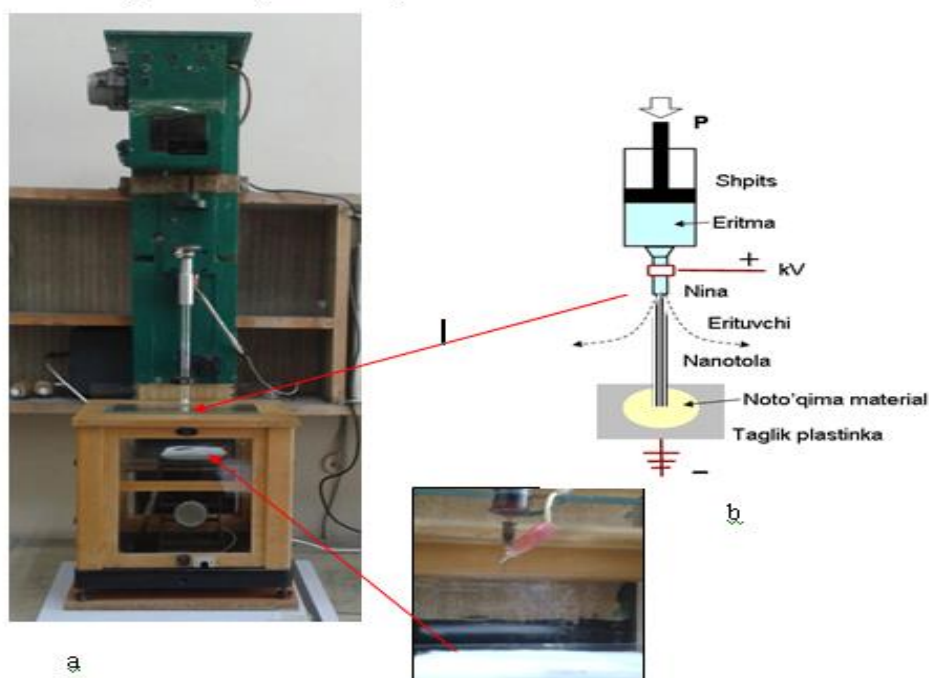 P
Shpits
Eritma
+
kV
Nina
Erituvchi
Nanotola
Noto'qima material
Taglik plastinka
–
l
a
b